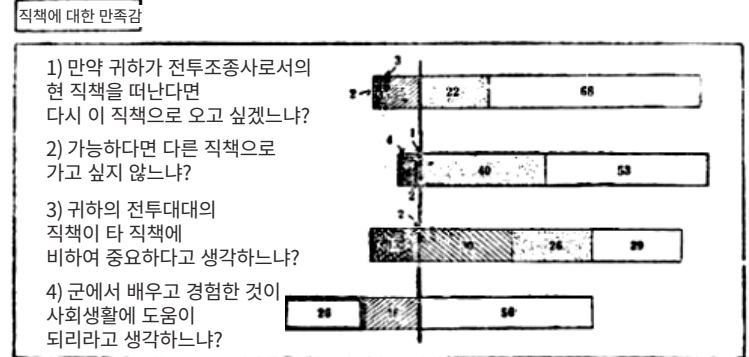 직책에 대한 만족감
1) 만약 귀하가 전투조종사로서의
현 직책을 떠난다면
다시 이 직책으로 오고 싶겠느냐?
3
2
22
68
2) 가능하다면 다른 직책으로
가고 싶지 않느냐?
4
1
40
53
2
3) 귀하의 전투대대의
직책이 타 직책에
비하여 중요하다고 생각하느냐?
2
26
29
4) 군에서 배우고 경험한 것이
사회생활에 도움이
되리라고 생각하느냐?
26